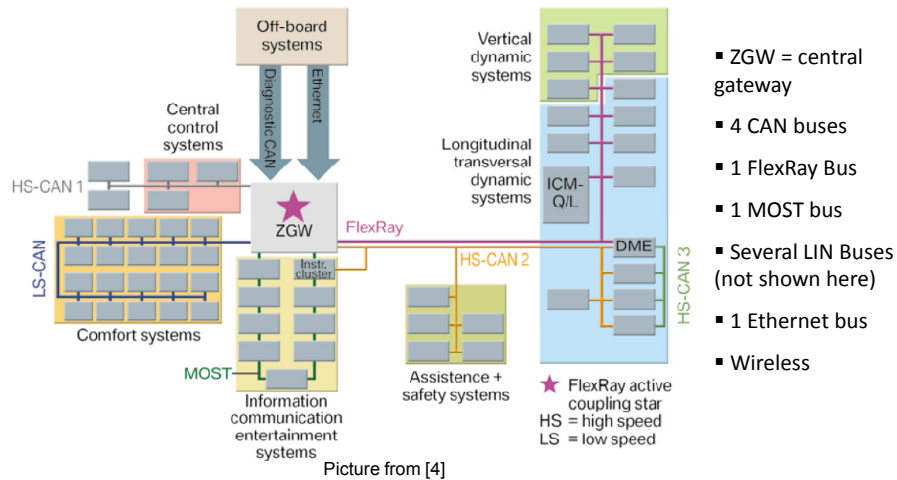 Off-board
systems
Diagnostic CAN
Ethernet
Central
control
systems
HS-CAN 1
ZGW
FlexRay
LS-CAN
Comfort systems
Instr.
cluster
MOST
Information
communication
entertainment
systems
HS-CAN 2
Assistence +
safety systems
Vertical
dynamic
systems
Longitudinal
transversal
dynamic
systems
ICM-
Q/L
DME
HS-CAN 3
★ FlexRay active
coupling star
HS = high speed
LS = low speed
Picture from [4]
▪ ZGW = central
gateway
▪ 4 CAN buses
▪ 1 FlexRay Bus
▪ 1 MOST bus
▪ Several LIN Buses
(not shown here)
▪ 1 Ethernet bus
▪ Wireless